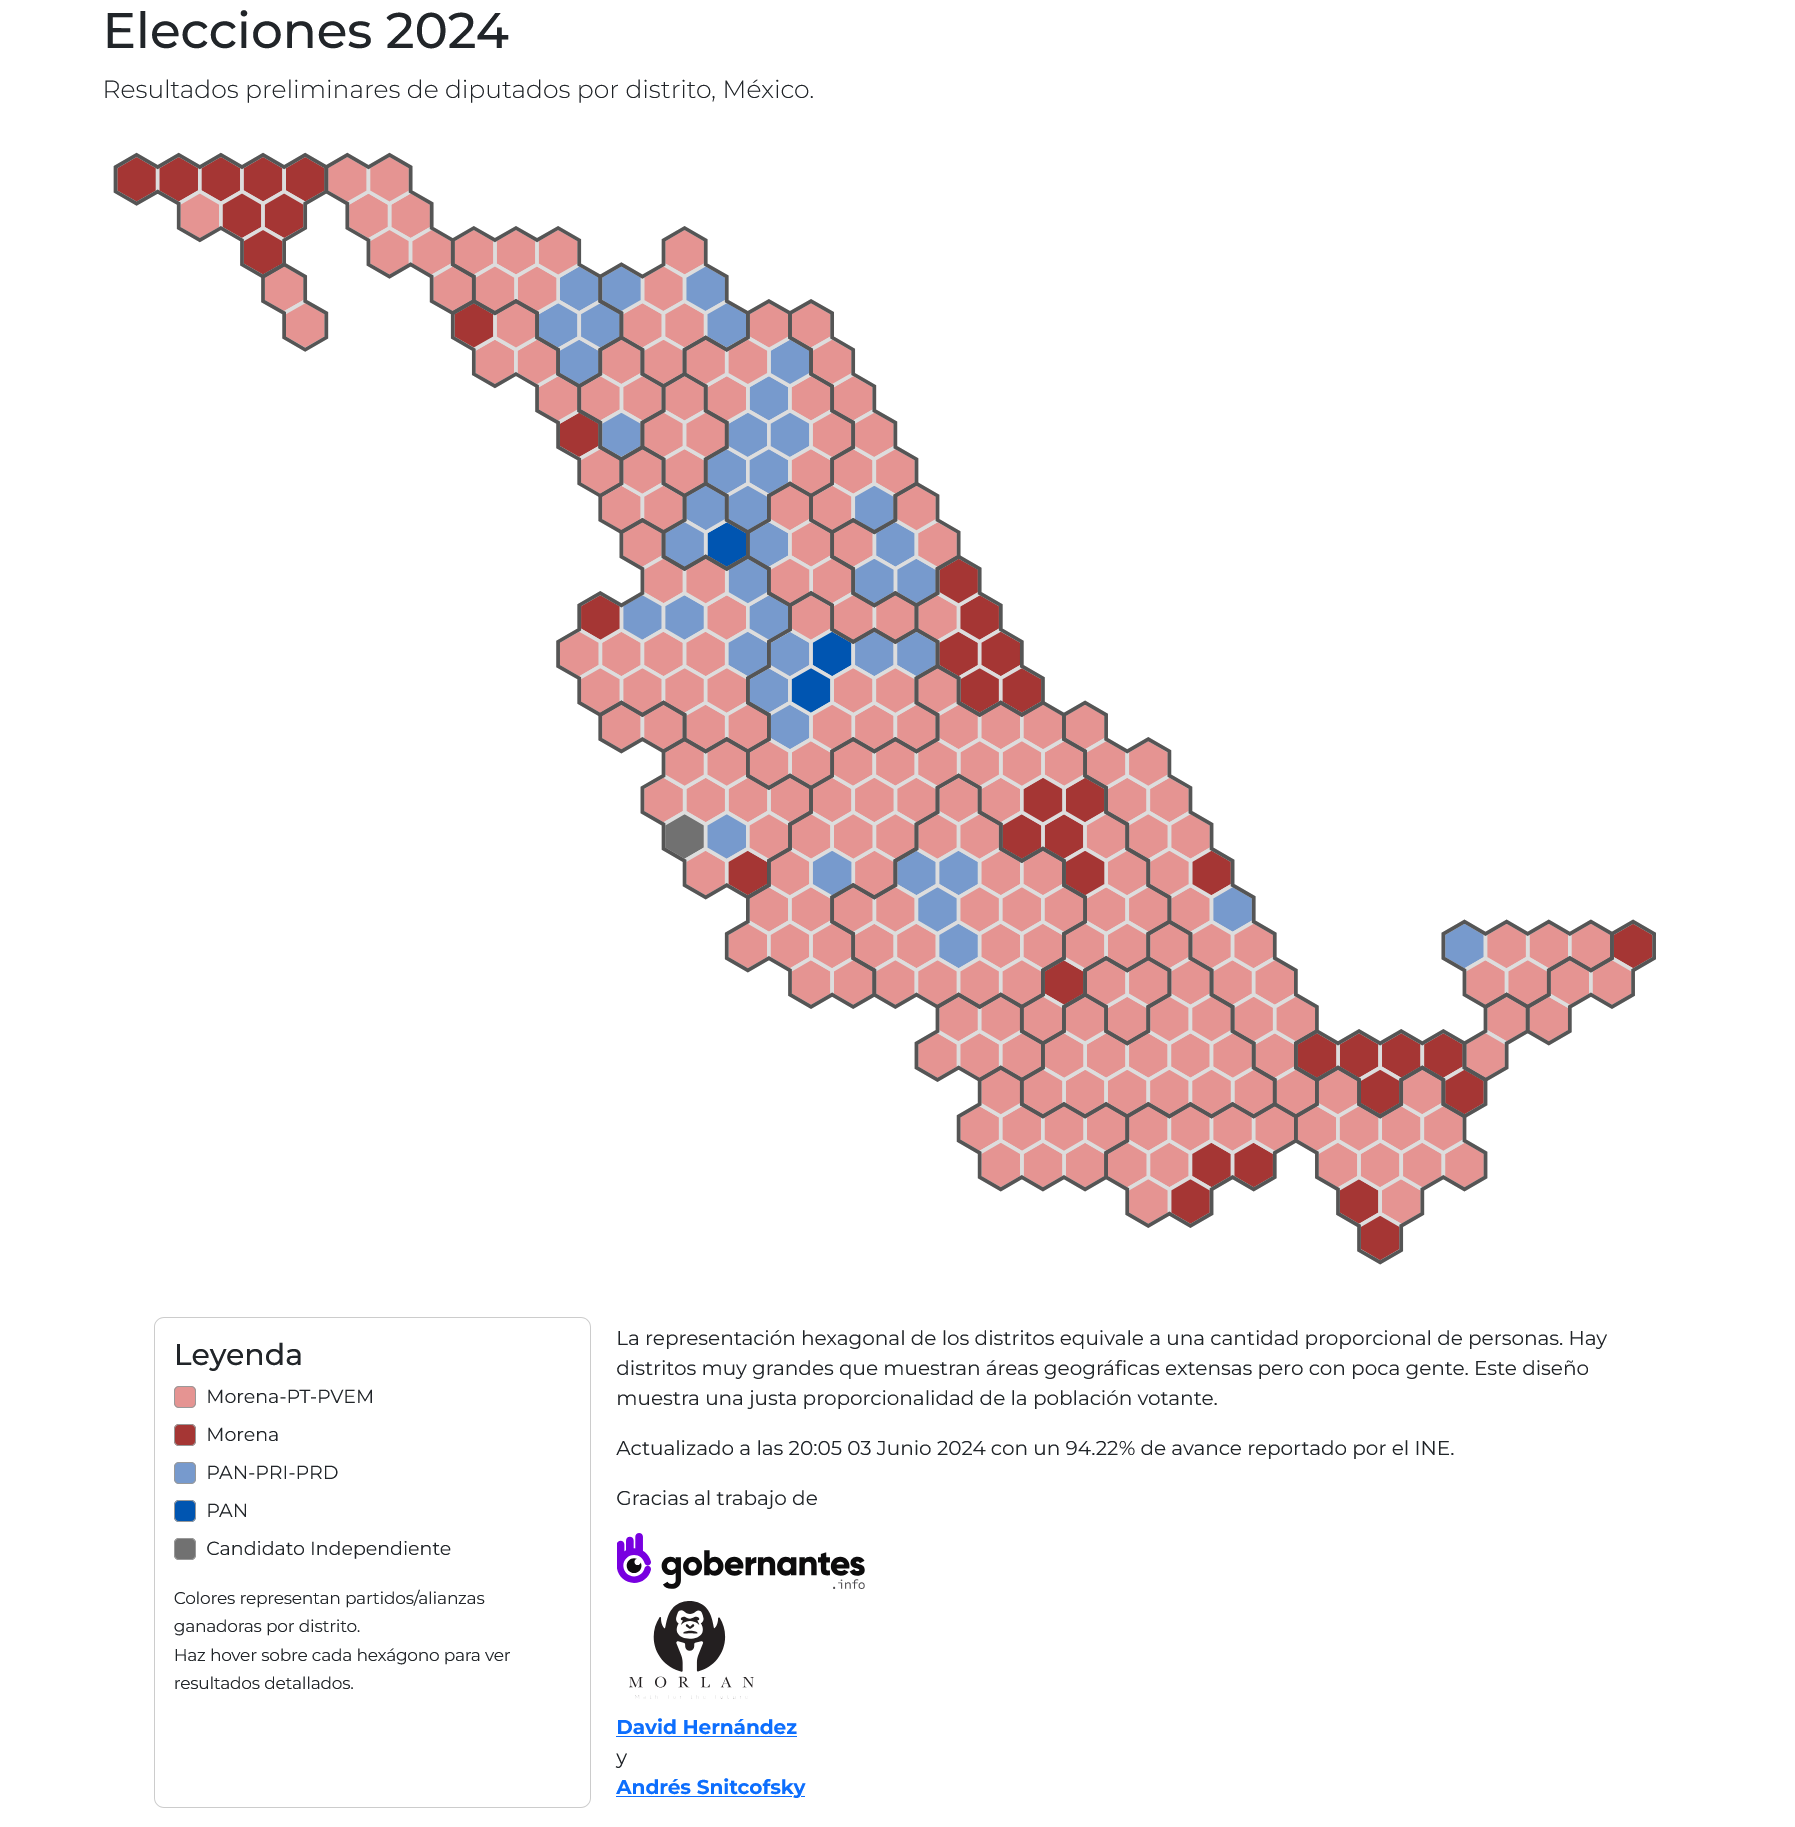 Elecciones 2024
Resultados preliminares de diputados por distrito, México.
Leyenda
Morena-PT-PVEM
Morena
PAN-PRI-PRD
PAN
Candidato Independiente
Colores representan partidos/alianzas
ganadoras por distrito.
Haz hover sobre cada hexágono para ver
resultados detallados.
La representación hexagonal de los distritos equivale a una cantidad proporcional de personas. Hay
distritos muy grandes que muestran áreas geográficas extensas pero con poca gente. Este diseño
muestra una justa proporcionalidad de la población votante.
Actualizado a las 20:05 03 Junio 2024 con un 94.22% de avance reportado por el INE.
Gracias al trabajo de
gobernantes
.info
MORLAN
David Hernández
y
Andrés Snitcofsky